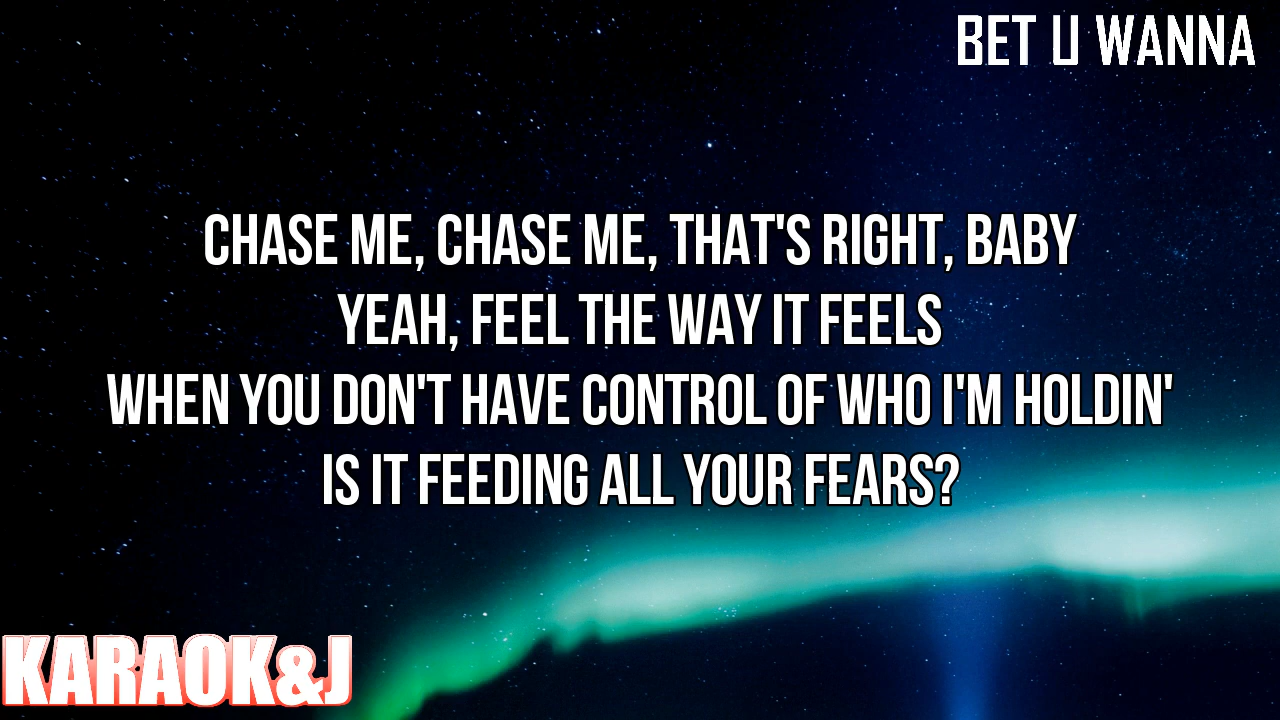 BET U WANNA
CHASE ME, CHASE ME, THAT'S RIGHT, BABY
YEAH, FEEL THE WAY IT FEELS
WHEN YOU DON'T HAVE CONTROL OF WHO I'M HOLDIN'
IS IT FEEDING ALL YOUR FEARS?
KARAOK&J